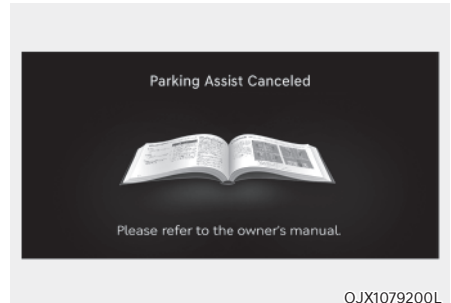 Parking Assist Canceled
Please refer to the owner's manual.
OJX1079200L